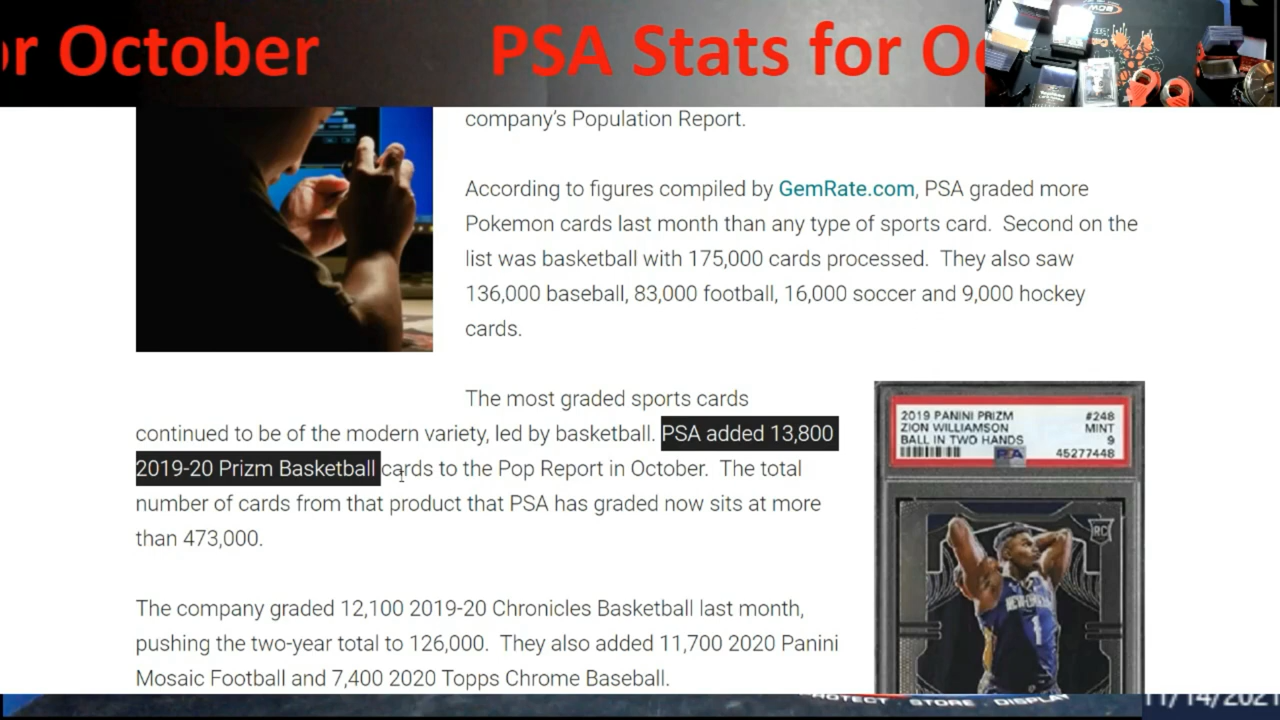 or October PSA Stats for Oc
company's Population Report.
According to figures compiled by GemRate.com, PSA graded more
Pokemon cards last month than any type of sports card. Second on the
list was basketball with 175,000 cards processed. They also saw
136,000 baseball, 83,000 football, 16,000 soccer and 9,000 hockey
cards.
The most graded sports cards
continued to be of the modern variety, led by basketball. PSA added 13,800
2019-20 Prizm Basketball cards to the Pop Report in October. The total
number of cards from that product that PSA has graded now sits at more
than 473,000.
The company graded 12,100 2019-20 Chronicles Basketball last month,
pushing the two-year total to 126,000. They also added 11,700 2020 Panini
Mosaic Football and 7,400 2020 Topps Chrome Baseball.
2019 PANINI PRIZM #248
ZION WILLIAMSON MINT
BALL IN TWO HANDS 9
PSA 45277448
RC
1
PROTECT · STORE · DISPLAY
11/14/2021